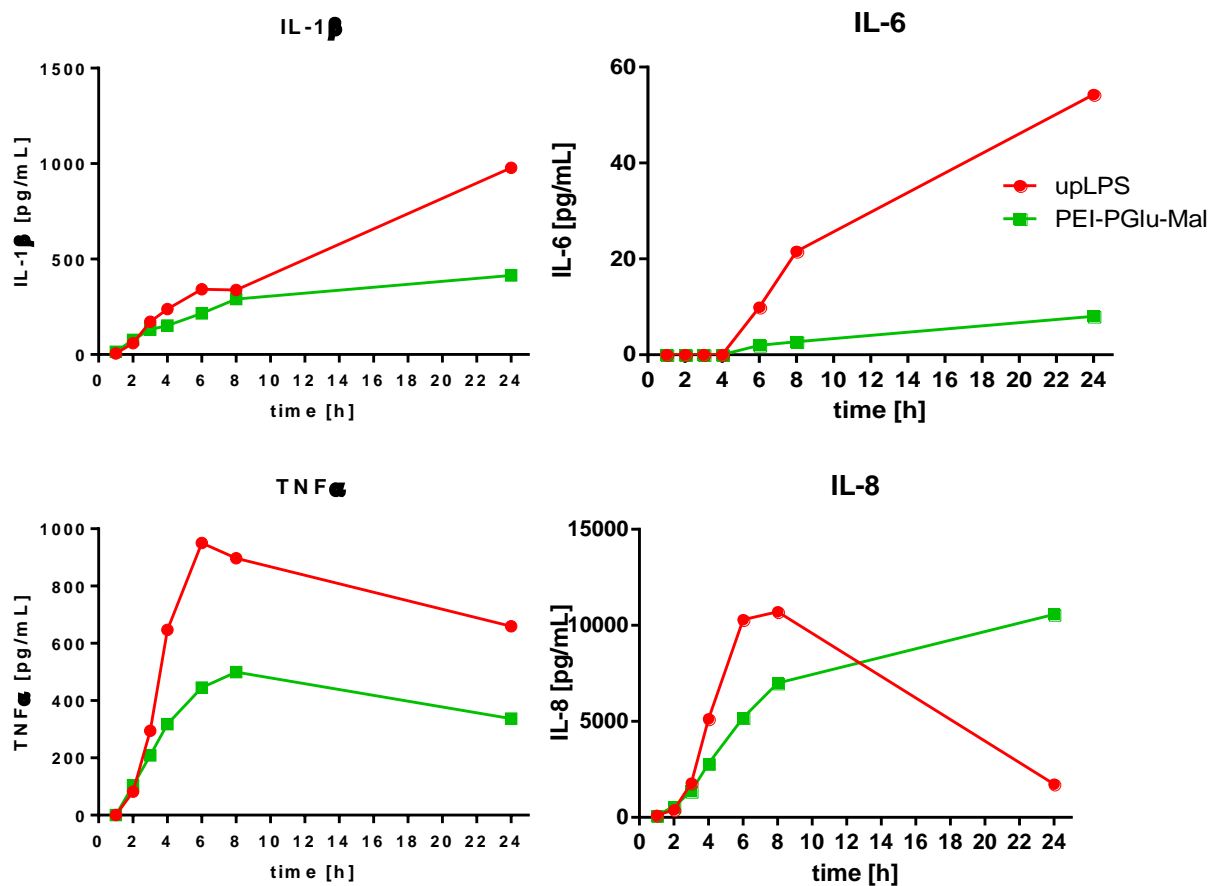 IL-1β
IL-1β [pg/mL]
1500
1000
500
0
0 2 4 6 8 10 12 14 16 18 20 22 24
time [h]
IL-6
IL-6 [pg/mL]
60
40
20
0
0 2 4 6 8 10 12 14 16 18 20 22 24
time [h]
upLPS
PEI-PGlu-Mal
TNFα
TNFα [pg/mL]
1000
800
600
400
200
0
0 2 4 6 8 10 12 14 16 18 20 22 24
time [h]
IL-8
IL-8 [pg/mL]
15000
10000
5000
0
0 2 4 6 8 10 12 14 16 18 20 22 24
time [h]